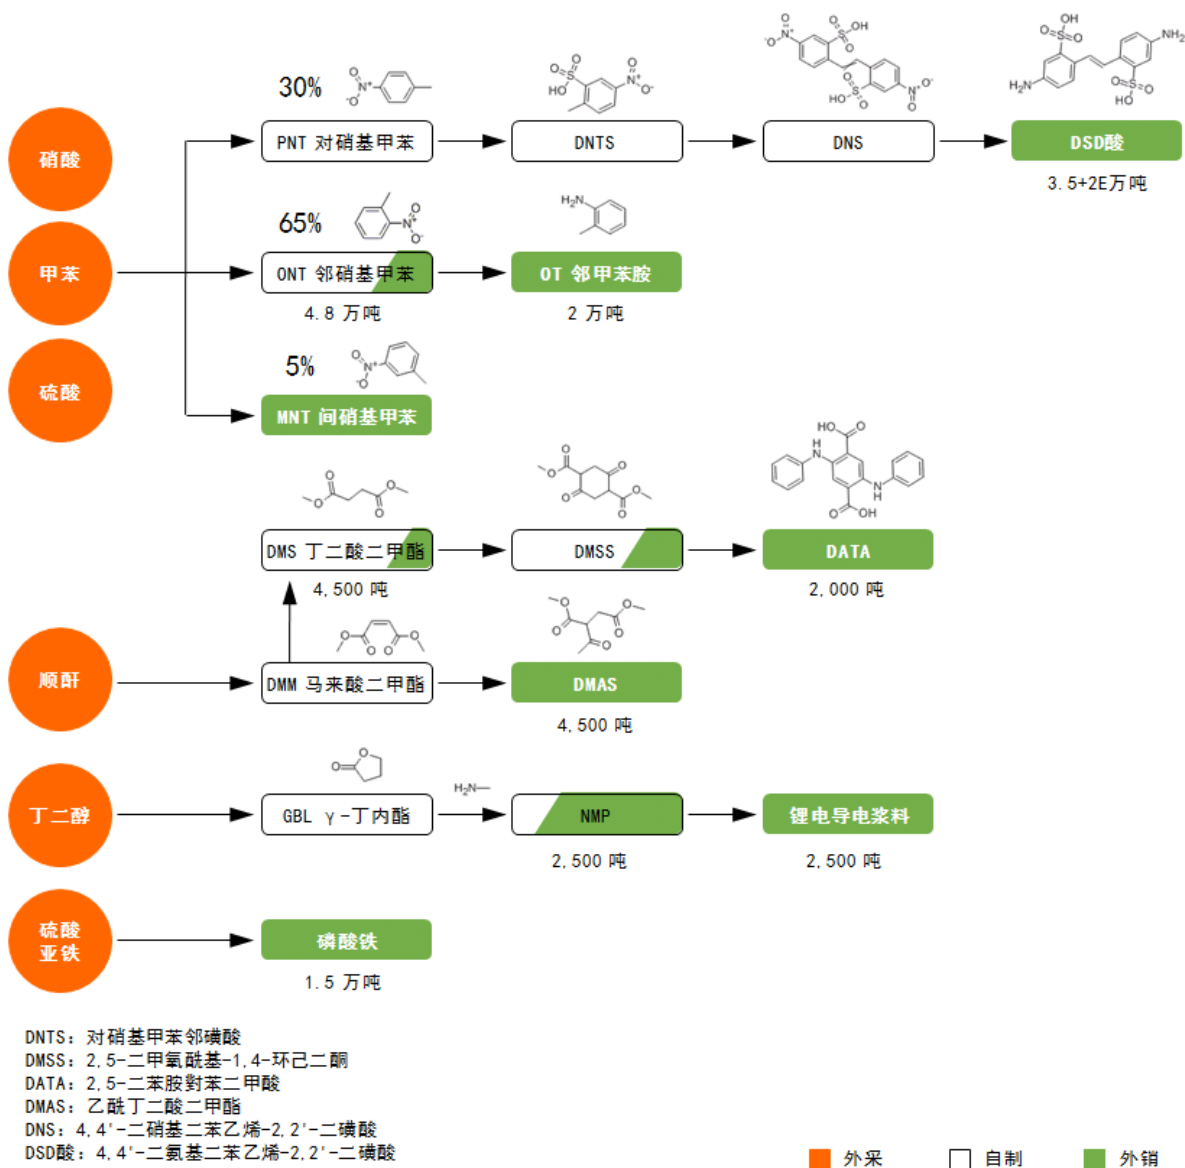 30%
硝酸
PNT 对硝基甲苯
DNTS
DNS
DSD酸
3.5+2E万吨
65%
甲苯
ONT 邻硝基甲苯
OT 邻甲苯胺
4.8 万吨
2 万吨
5%
硫酸
MNT 间硝基甲苯
DMS 丁二酸二甲酯
DMSS
DATA
4,500 吨
2,000 吨
顺酐
DMM 马来酸二甲酯
DMAS
4,500 吨
丁二醇
GBL γ-丁内酯
H₂N
NMP
锂电导电浆料
2,500 吨
2,500 吨
硫酸
亚铁
磷酸铁
1.5 万吨
DNTS: 对硝基甲苯邻磺酸
DMSS: 2,5-二甲氧酰基-1,4-环己二酮
DATA: 2,5-二苯胺對苯二甲酸
DMAS: 乙酰丁二酸二甲酯
DNS: 4,4'-二硝基二苯乙烯-2,2'-二磺酸
DSD酸: 4,4'-二氨基二苯乙烯-2,2'-二磺酸
外采
自制
外销